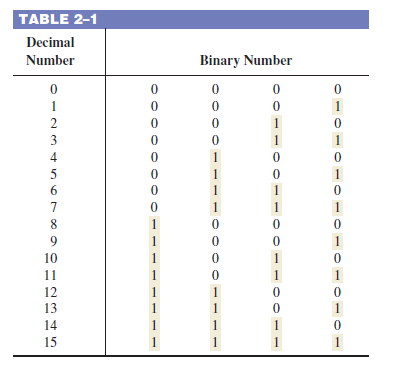 TABLE 2–1
Decimal
Number Binary Number
0 0 0 0 0
1 0 0 0 1
2 0 0 1 0
3 0 0 1 1
4 0 1 0 0
5 0 1 0 1
6 0 1 1 0
7 0 1 1 1
8 1 0 0 0
9 1 0 0 1
10 1 0 1 0
11 1 0 1 1
12 1 1 0 0
13 1 1 0 1
14 1 1 1 0
15 1 1 1 1